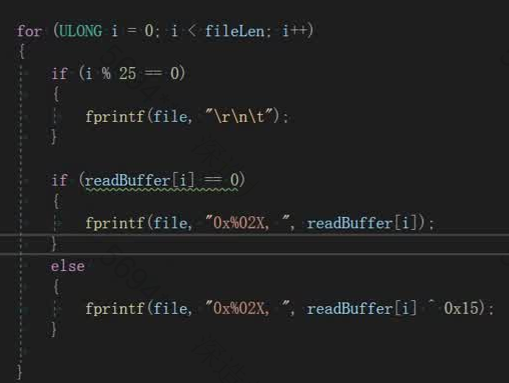 for (ULONG i = 0; i < fileLen; i++)
{
if (i % 25 == 0)
{
fprintf(file, "\r\n\t");
}
if (readBuffer[i] == 0)
{
fprintf(file, "0x%02X, ", readBuffer[i]);
}
else
{
fprintf(file, "0x%02X, ", readBuffer[i] ^ 0x15);
}
}